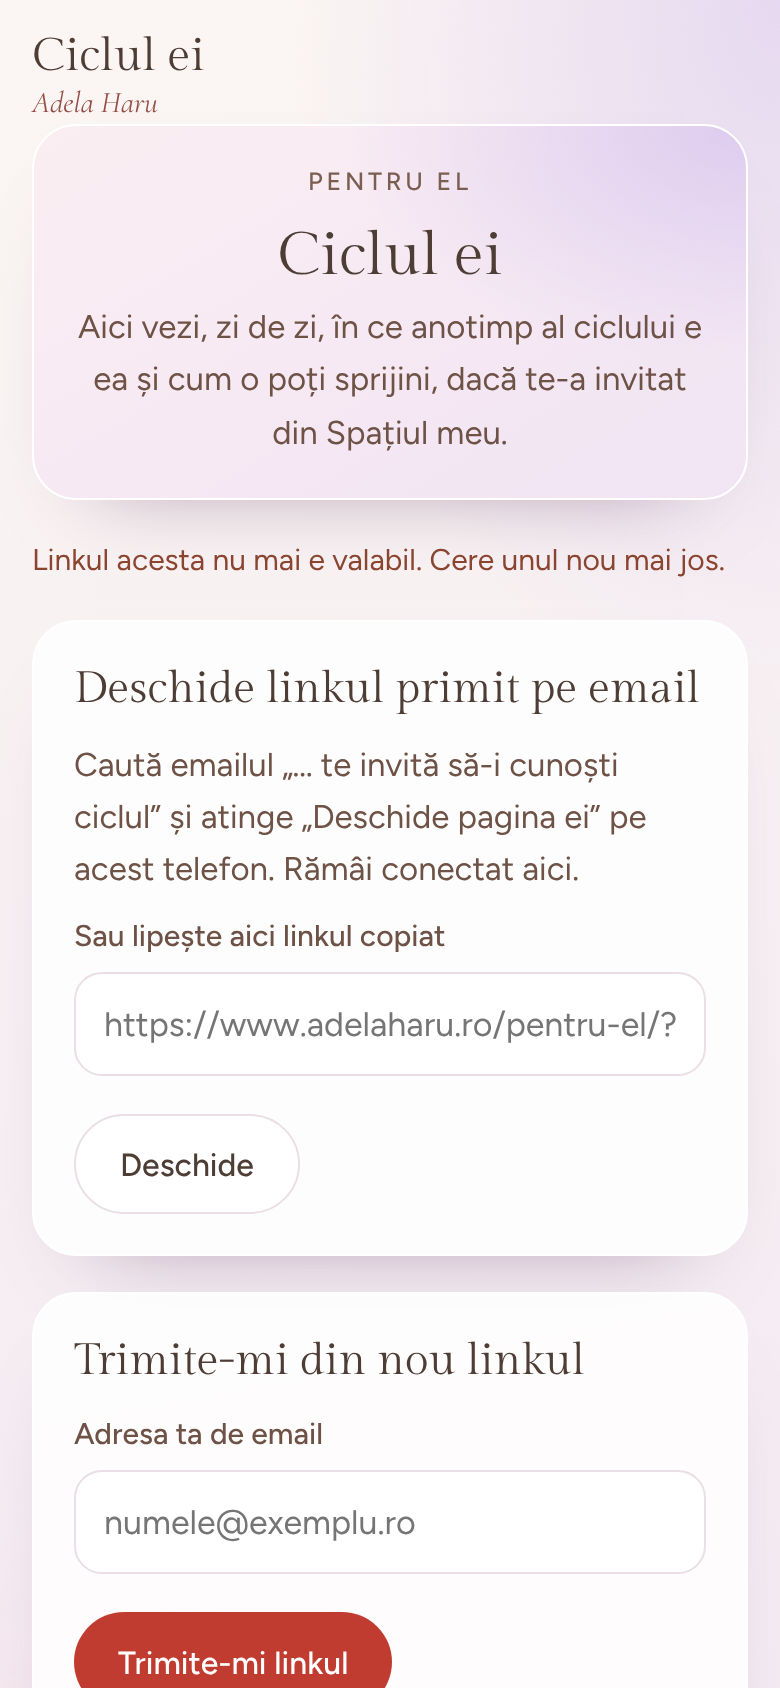 Ciclul ei
Adela Haru
PENTRU EL
Ciclul ei
Aici vezi, zi de zi, în ce anotimp al ciclului e
ea și cum o poți sprijini, dacă te-a invitat
din Spațiul meu.
Linkul acesta nu mai e valabil. Cere unul nou mai jos.
Deschide linkul primit pe email
Caută emailul „… te invită să-i cunoști
ciclul” și atinge „Deschide pagina ei” pe
acest telefon. Rămâi conectat aici.
Sau lipește aici linkul copiat
https://www.adelaharu.ro/pentru-el/?
Deschide
Trimite-mi din nou linkul
Adresa ta de email
numele@exemplu.ro
Trimite-mi linkul